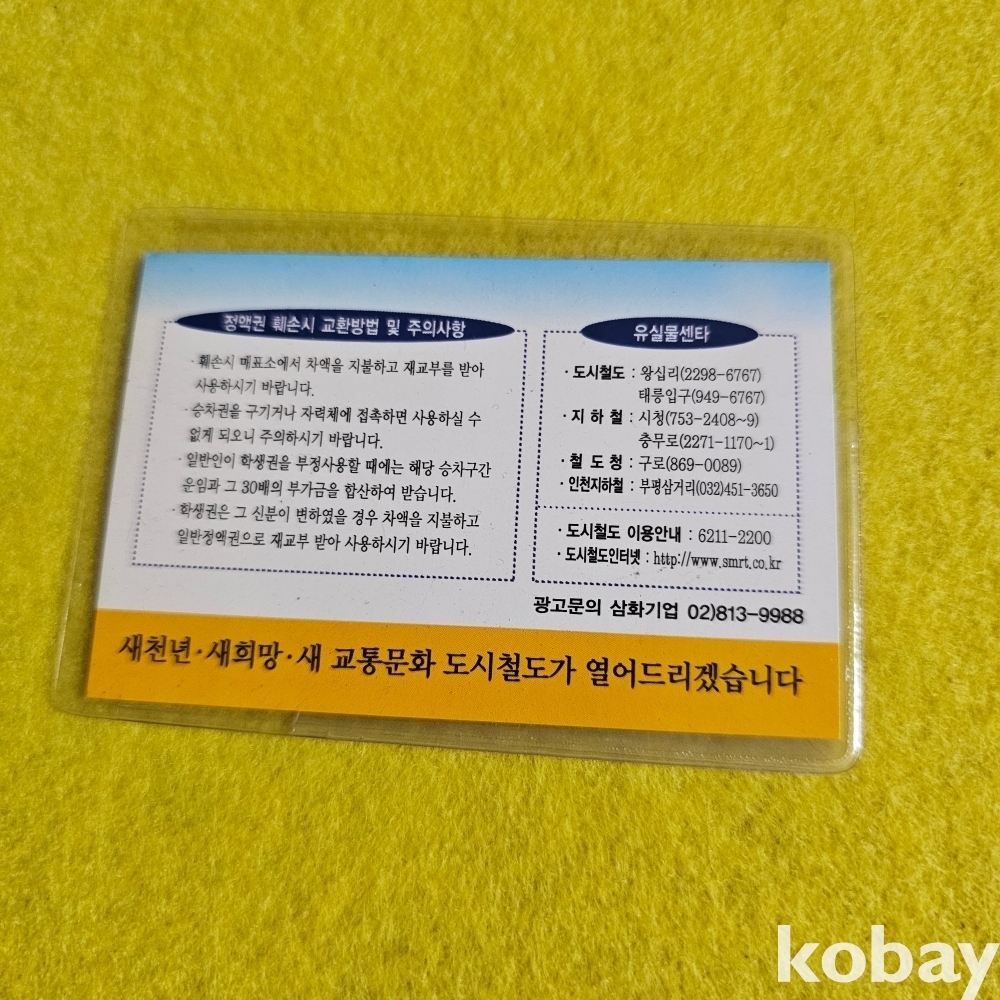 정액권 훼손시 교환방법 및 주의사항
· 훼손시 매표소에서 차액을 지불하고 재교부를 받아
사용하시기 바랍니다.
· 승차권을 구기거나 자력체에 접촉하면 사용하실 수
없게 되오니 주의하시기 바랍니다.
· 일반인이 학생권을 부정사용할 때에는 해당 승차구간
운임과 그 30배의 부가금을 합산하여 받습니다.
· 학생권은 그 신분이 변하였을 경우 차액을 지불하고
일반정액권으로 재교부 받아 사용하시기 바랍니다.
유실물센타
· 도시철도 : 왕십리(2298-6767)
태릉입구(949-6767)
· 지 하 철 : 시청(753-2408~9)
충무로(2271-1170~1)
· 철 도 청 : 구로(869-0089)
· 인천지하철 : 부평삼거리(032)451-3650
· 도시철도 이용안내 : 6211-2200
· 도시철도인터넷 : http://www.smrt.co.kr
광고문의 삼화기업 02)813-9988
새천년·새희망·새 교통문화 도시철도가 열어드리겠습니다
kobay